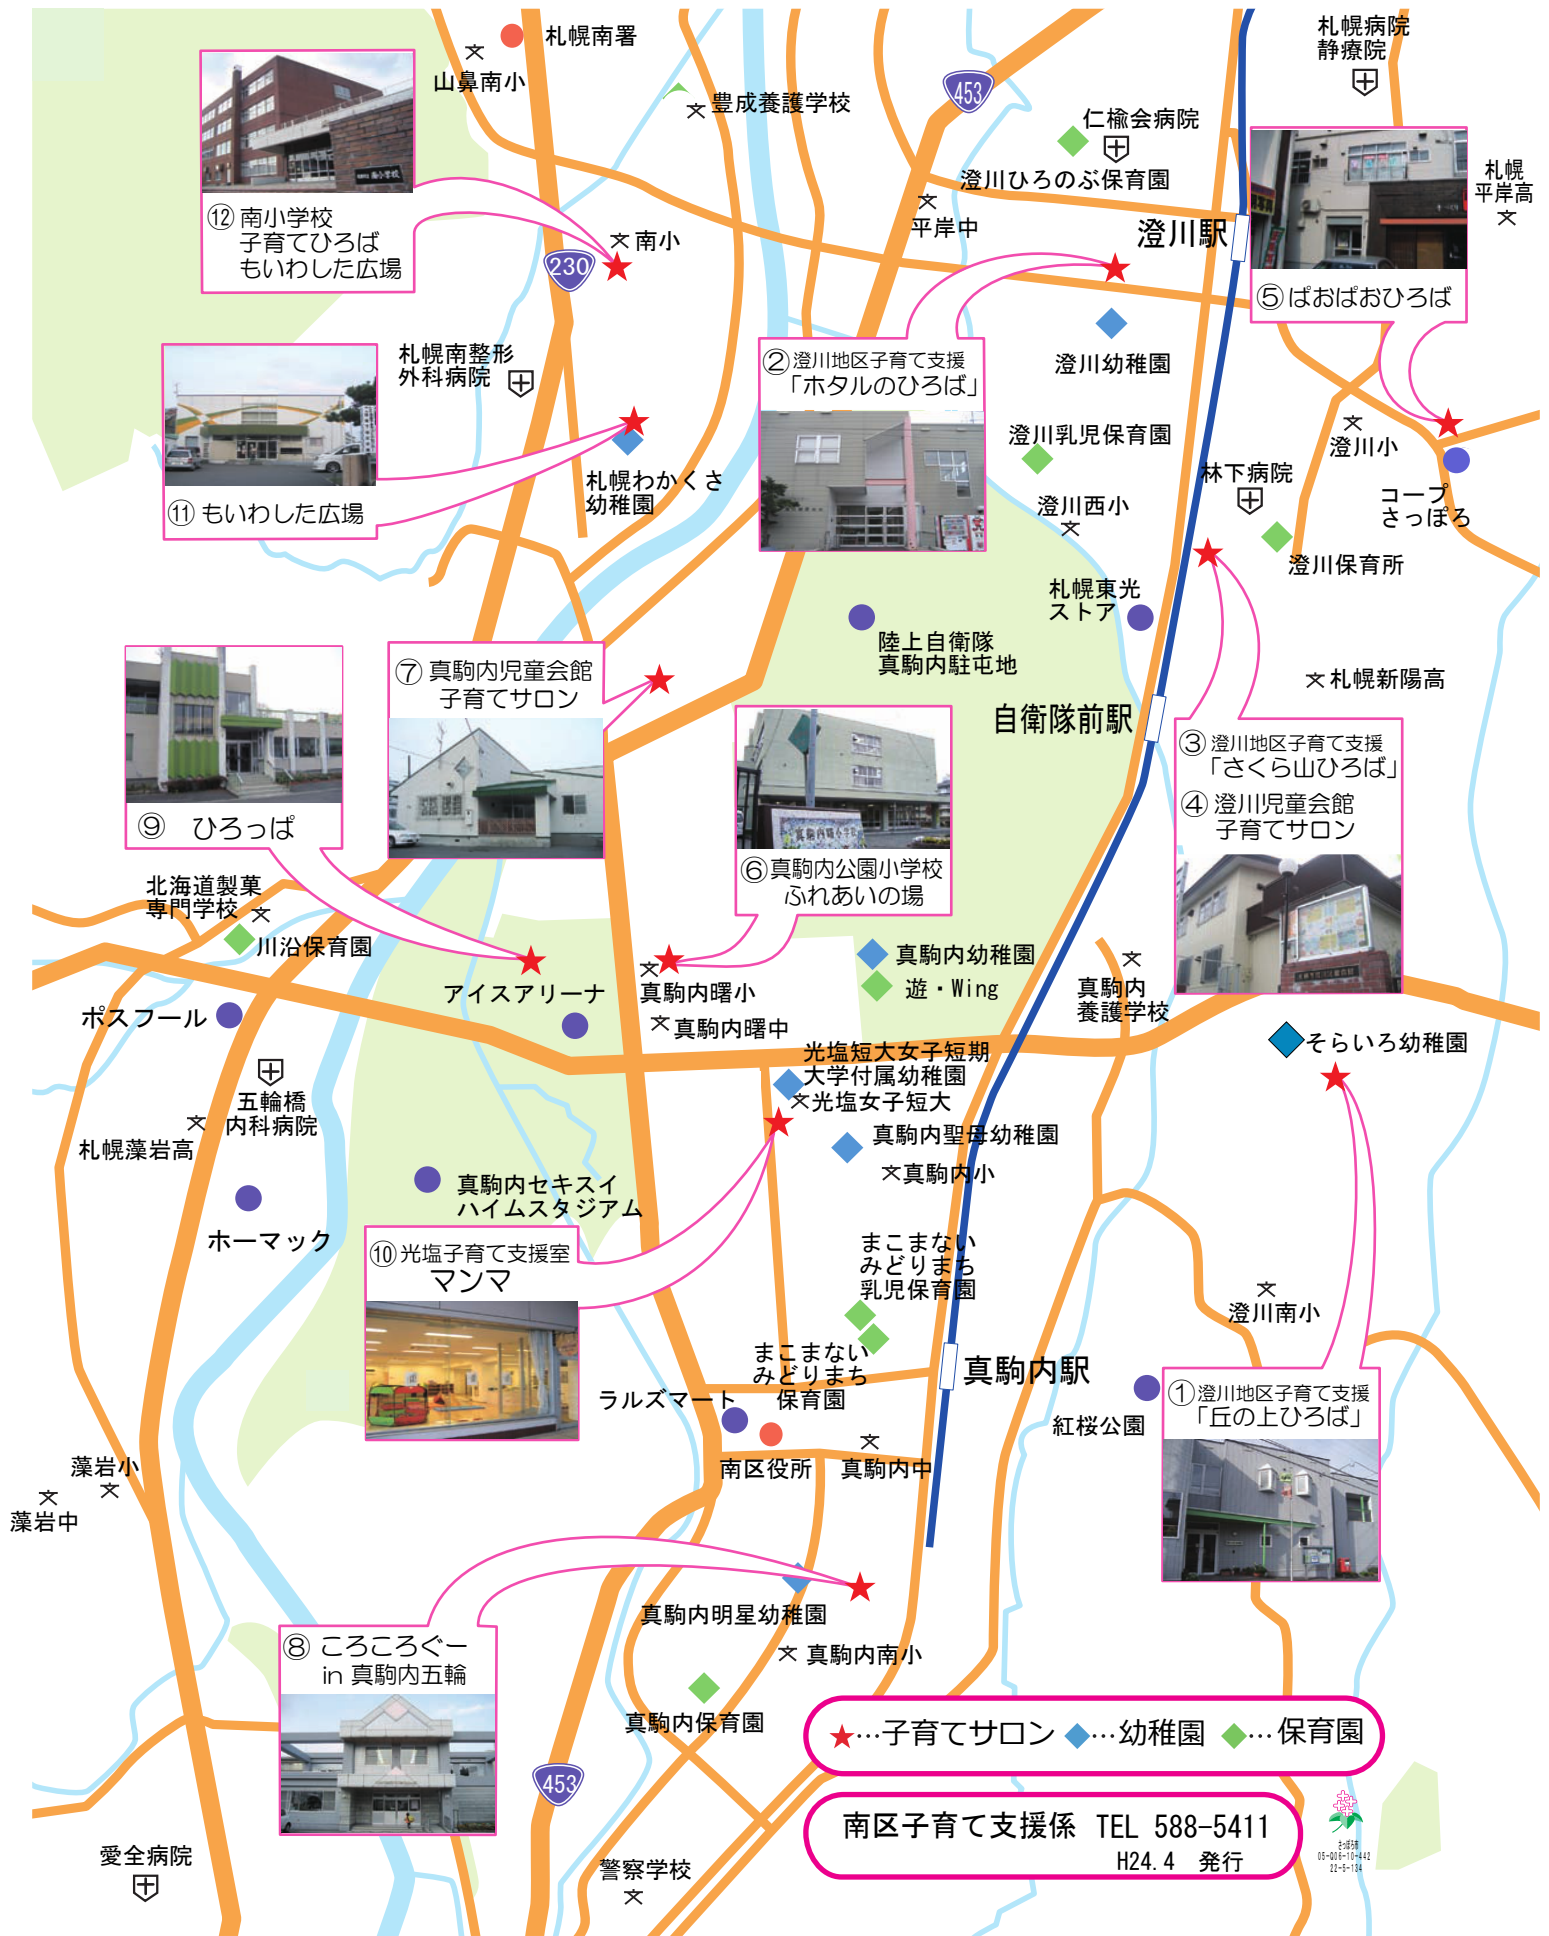 札幌南署
山鼻南小
豊成養護学校
453
札幌病院
静療院
仁楡会病院
澄川ひろのぶ保育園
平岸中
澄川駅
札幌
平岸高
⑫ 南小学校
子育てひろば
もいわした広場
南小学校
南小
230
⑤ ぱおぱおひろば
札幌南整形
外科病院
② 澄川地区子育て支援
「ホタルのひろば」
澄川幼稚園
澄川乳児保育園
澄川小
コープ
さっぽろ
林下病院
澄川西小
澄川保育所
札幌わかくさ
幼稚園
⑪ もいわした広場
札幌東光
ストア
陸上自衛隊
真駒内駐屯地
札幌新陽高
自衛隊前駅
⑦ 真駒内児童会館
子育てサロン
③ 澄川地区子育て支援
「さくら山ひろば」
④ 澄川児童会館
子育てサロン
⑨ ひろっぱ
真駒内曙小学校
⑥ 真駒内公園小学校
ふれあいの場
北海道製菓
専門学校
川沿保育園
アイスアリーナ
真駒内曙小
真駒内曙中
真駒内幼稚園
遊・Wing
真駒内
養護学校
ポスフール
そらいろ幼稚園
光塩短大女子短期
大学付属幼稚園
光塩女子短大
五輪橋
内科病院
札幌藻岩高
真駒内聖母幼稚園
真駒内小
真駒内セキスイ
ハイムスタジアム
ホーマック
⑩ 光塩子育て支援室
マンマ
まこまない
みどりまち
乳児保育園
澄川南小
まこまない
みどりまち
保育園
真駒内駅
ラルズマート
紅桜公園
① 澄川地区子育て支援
「丘の上ひろば」
南区役所
真駒内中
藻岩小
藻岩中
真駒内明星幼稚園
⑧ ころころぐー
in 真駒内五輪
真駒内南小
真駒内保育園
★…子育てサロン ◆…幼稚園 ◆…保育園
453
南区子育て支援係 TEL 588-5411
H24.4 発行
さっぽろ市
05-Q06-10-442
22-5-134
愛全病院
警察学校